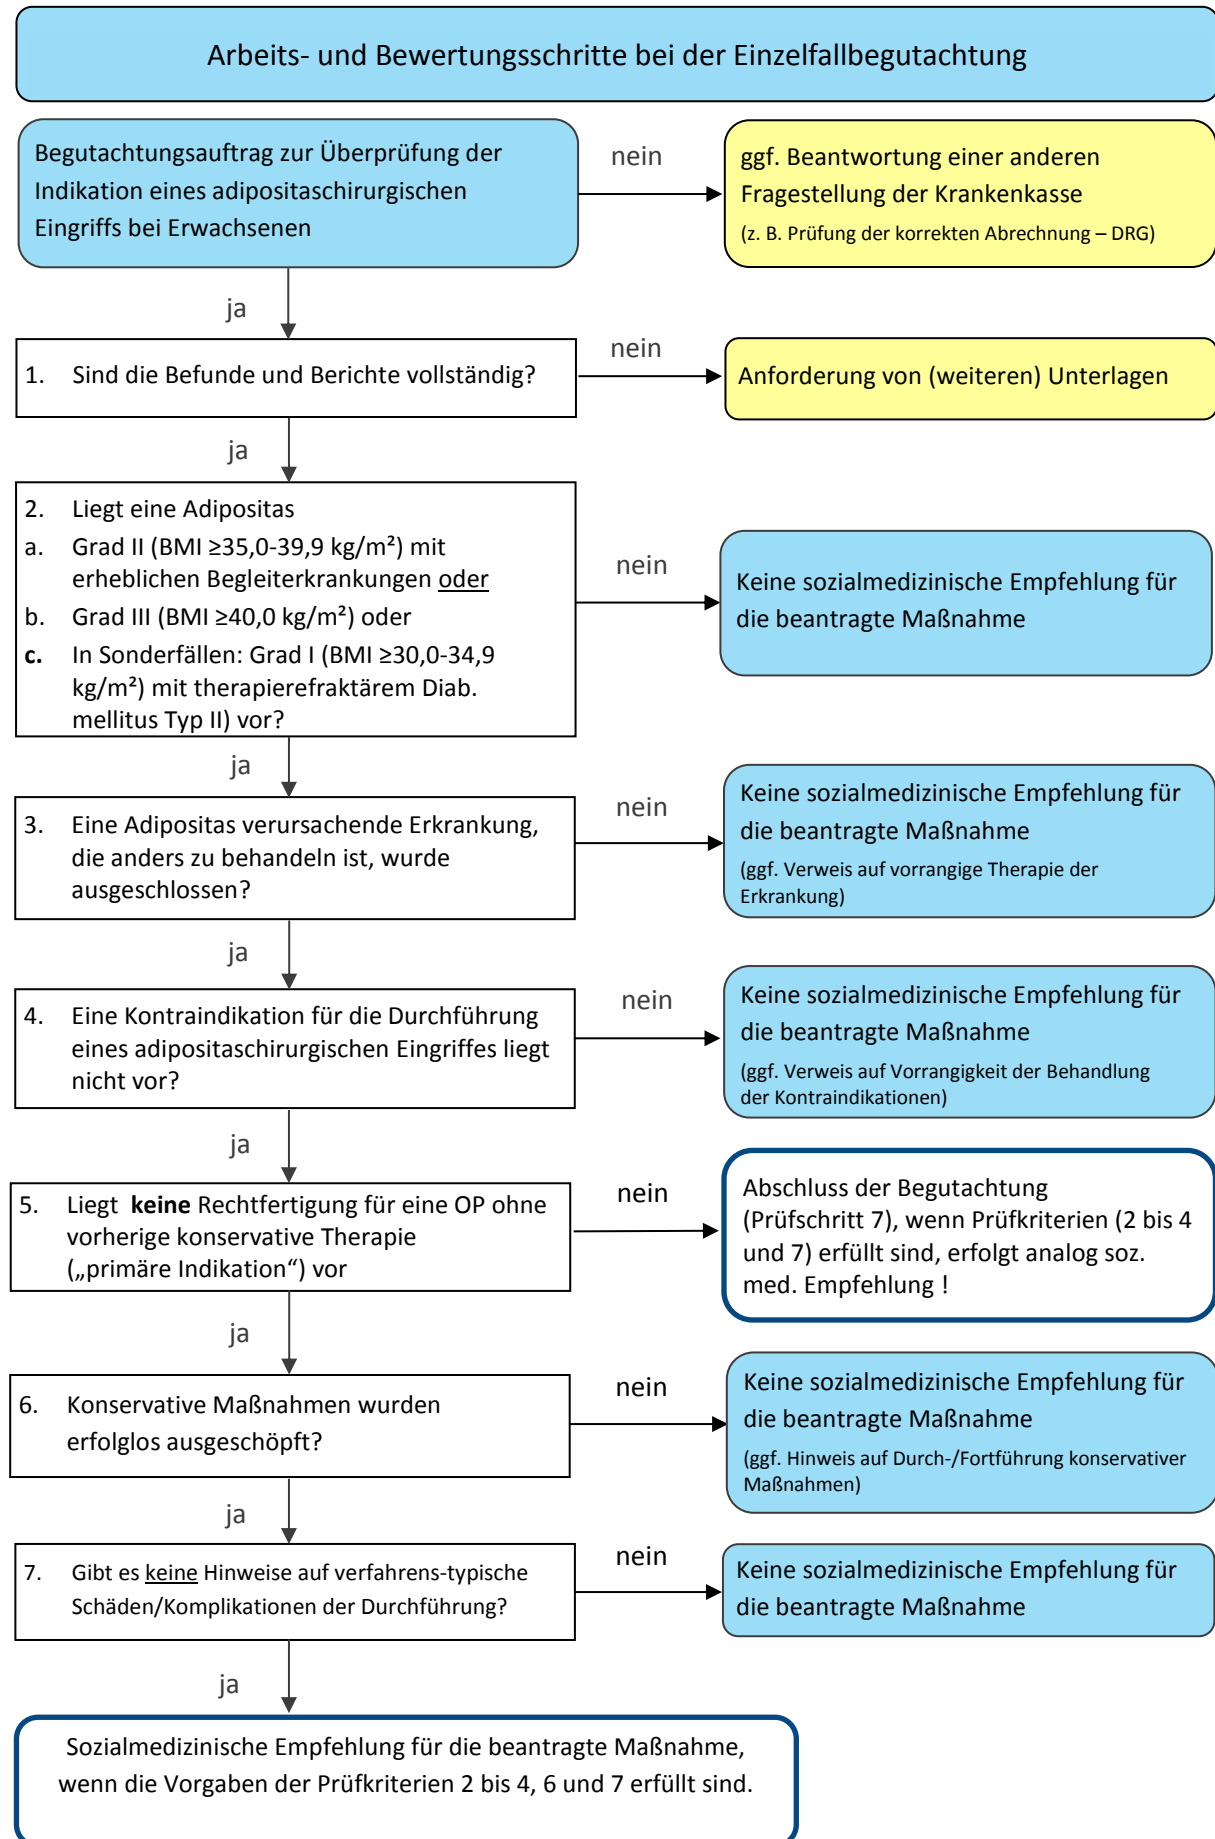 Arbeits- und Bewertungsschritte bei der Einzelfallbegutachtung
Begutachtungsauftrag zur Überprüfung der
Indikation eines adipositaschirurgischen
Eingriffs bei Erwachsenen
nein
ggf. Beantwortung einer anderen
Fragestellung der Krankenkasse
(z. B. Prüfung der korrekten Abrechnung – DRG)
ja
1. Sind die Befunde und Berichte vollständig?
nein
Anforderung von (weiteren) Unterlagen
ja
2. Liegt eine Adipositas
a. Grad II (BMI ≥35,0-39,9 kg/m²) mit
erheblichen Begleiterkrankungen oder
b. Grad III (BMI ≥40,0 kg/m²) oder
c. In Sonderfällen: Grad I (BMI ≥30,0-34,9
kg/m²) mit therapierefraktärem Diab.
mellitus Typ II) vor?
nein
Keine sozialmedizinische Empfehlung für
die beantragte Maßnahme
ja
3. Eine Adipositas verursachende Erkrankung,
die anders zu behandeln ist, wurde
ausgeschlossen?
nein
Keine sozialmedizinische Empfehlung für
die beantragte Maßnahme
(ggf. Verweis auf vorrangige Therapie der
Erkrankung)
ja
4. Eine Kontraindikation für die Durchführung
eines adipositaschirurgischen Eingriffes liegt
nicht vor?
nein
Keine sozialmedizinische Empfehlung für
die beantragte Maßnahme
(ggf. Verweis auf Vorrangigkeit der Behandlung
der Kontraindikationen)
ja
5. Liegt keine Rechtfertigung für eine OP ohne
vorherige konservative Therapie
(„primäre Indikation“) vor
nein
Abschluss der Begutachtung
(Prüfschritt 7), wenn Prüfkriterien (2 bis 4
und 7) erfüllt sind, erfolgt analog soz.
med. Empfehlung !
ja
6. Konservative Maßnahmen wurden
erfolglos ausgeschöpft?
nein
Keine sozialmedizinische Empfehlung für
die beantragte Maßnahme
(ggf. Hinweis auf Durch-/Fortführung konservativer
Maßnahmen)
ja
7. Gibt es keine Hinweise auf verfahrens-typische
Schäden/Komplikationen der Durchführung?
nein
Keine sozialmedizinische Empfehlung für
die beantragte Maßnahme
ja
Sozialmedizinische Empfehlung für die beantragte Maßnahme,
wenn die Vorgaben der Prüfkriterien 2 bis 4, 6 und 7 erfüllt sind.